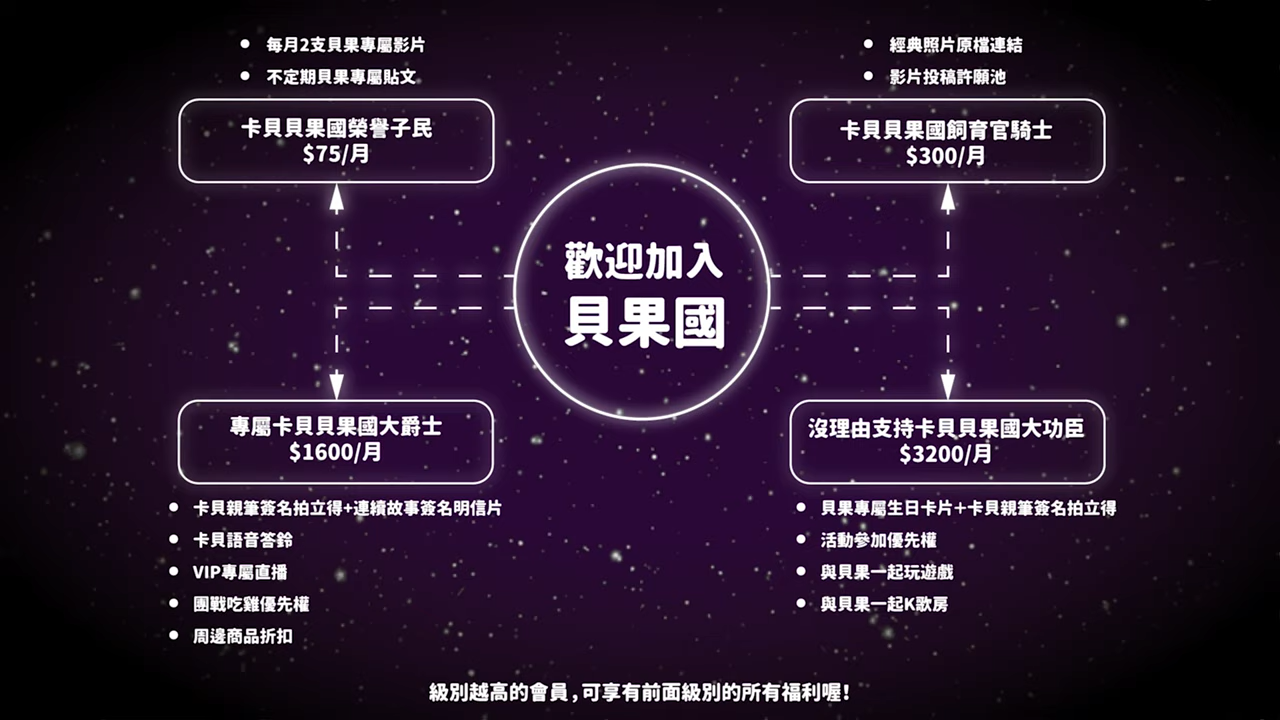 每月2支貝果專屬影片
不定期貝果專屬貼文
卡貝貝果國榮譽子民
$75/月
經典照片原檔連結
影片投稿許願池
卡貝貝果國飼育官騎士
$300/月
歡迎加入
貝果國
專屬卡貝貝果國大爵士
$1600/月
卡貝親筆簽名拍立得+連續故事簽名明信片
卡貝語音答鈴
VIP專屬直播
團戰吃雞優先權
周邊商品折扣
沒理由支持卡貝貝果國大功臣
$3200/月
貝果專屬生日卡片+卡貝親筆簽名拍立得
活動參加優先權
與貝果一起玩遊戲
與貝果一起K歌房
級別越高的會員,可享有前面級別的所有福利喔!